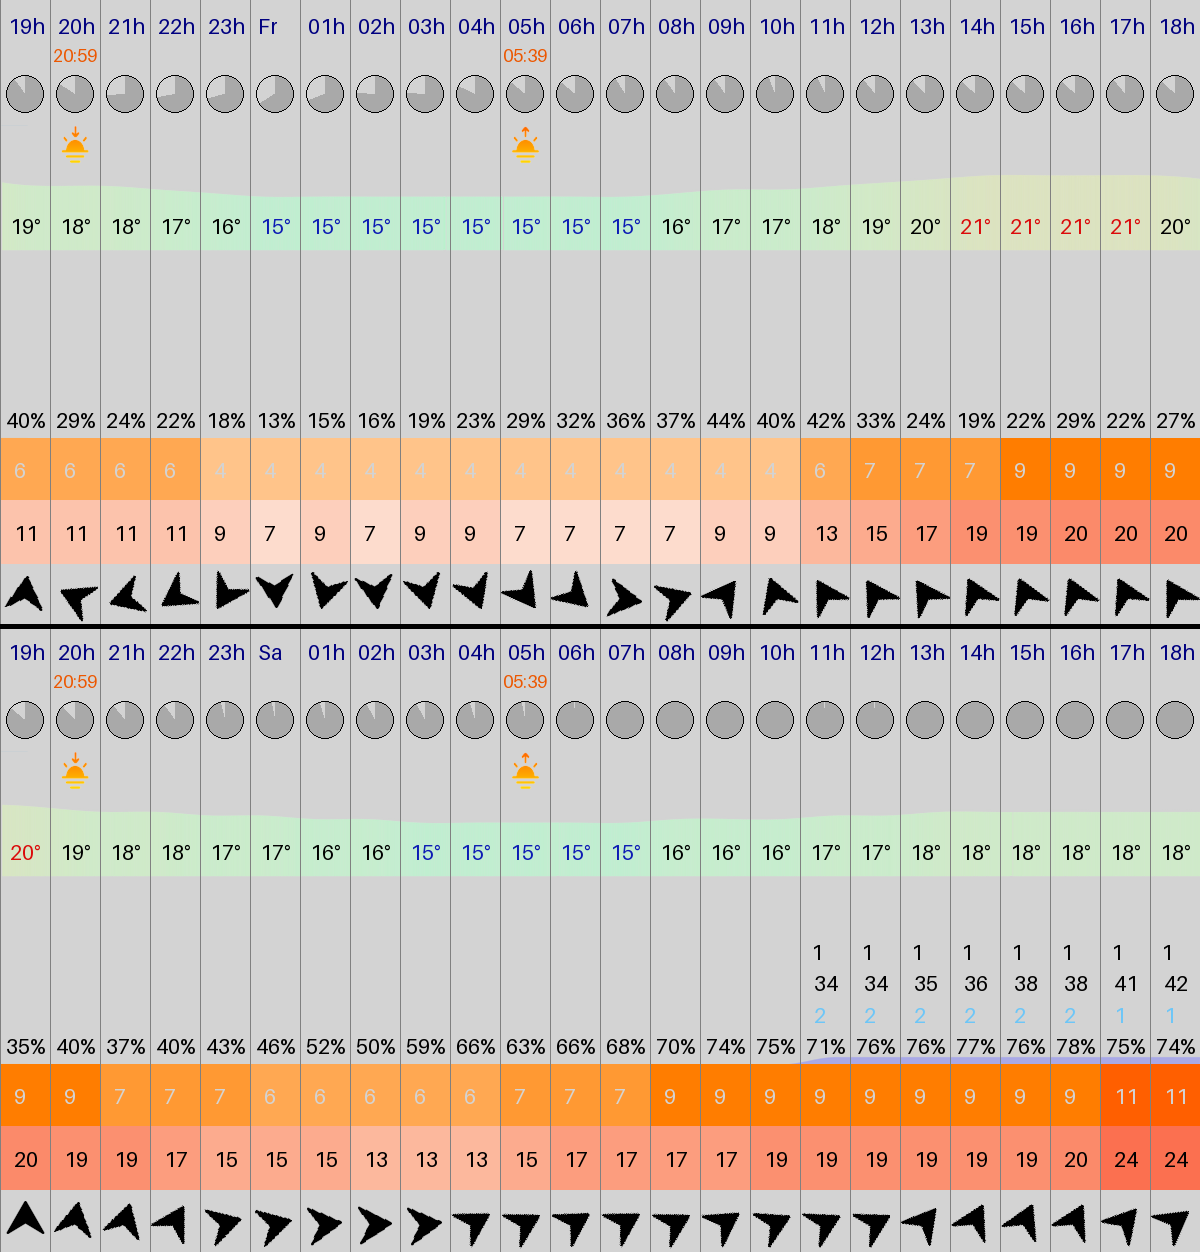 19h 20h 21h 22h 23h Fr 01h 02h 03h 04h 05h 06h 07h 08h 09h 10h 11h 12h 13h 14h 15h 16h 17h 18h
20:59 05:39
19° 18° 18° 17° 16° 15° 15° 15° 15° 15° 15° 15° 15° 16° 17° 17° 18° 19° 20° 21° 21° 21° 21° 20°
40% 29% 24% 22% 18% 13% 15% 16% 19% 23% 29% 32% 36% 37% 44% 40% 42% 33% 24% 19% 22% 29% 22% 27%
6 6 6 6 4 4 4 4 4 4 4 4 4 4 4 4 6 7 7 7 9 9 9 9
11 11 11 11 9 7 9 7 9 9 7 7 7 7 9 9 13 15 17 19 19 20 20 20
19h 20h 21h 22h 23h Sa 01h 02h 03h 04h 05h 06h 07h 08h 09h 10h 11h 12h 13h 14h 15h 16h 17h 18h
20:59 05:39
20° 19° 18° 18° 17° 17° 16° 16° 15° 15° 15° 15° 15° 16° 16° 16° 17° 17° 18° 18° 18° 18° 18° 18°
1 1 1 1 1 1 1 1
34 34 35 36 38 38 41 42
2 2 2 2 2 2 1 1
35% 40% 37% 40% 43% 46% 52% 50% 59% 66% 63% 66% 68% 70% 74% 75% 71% 76% 76% 77% 76% 78% 75% 74%
9 9 7 7 7 6 6 6 6 6 7 7 7 9 9 9 9 9 9 9 9 9 11 11
20 19 19 17 15 15 15 13 13 13 15 17 17 17 17 19 19 19 19 19 19 20 24 24